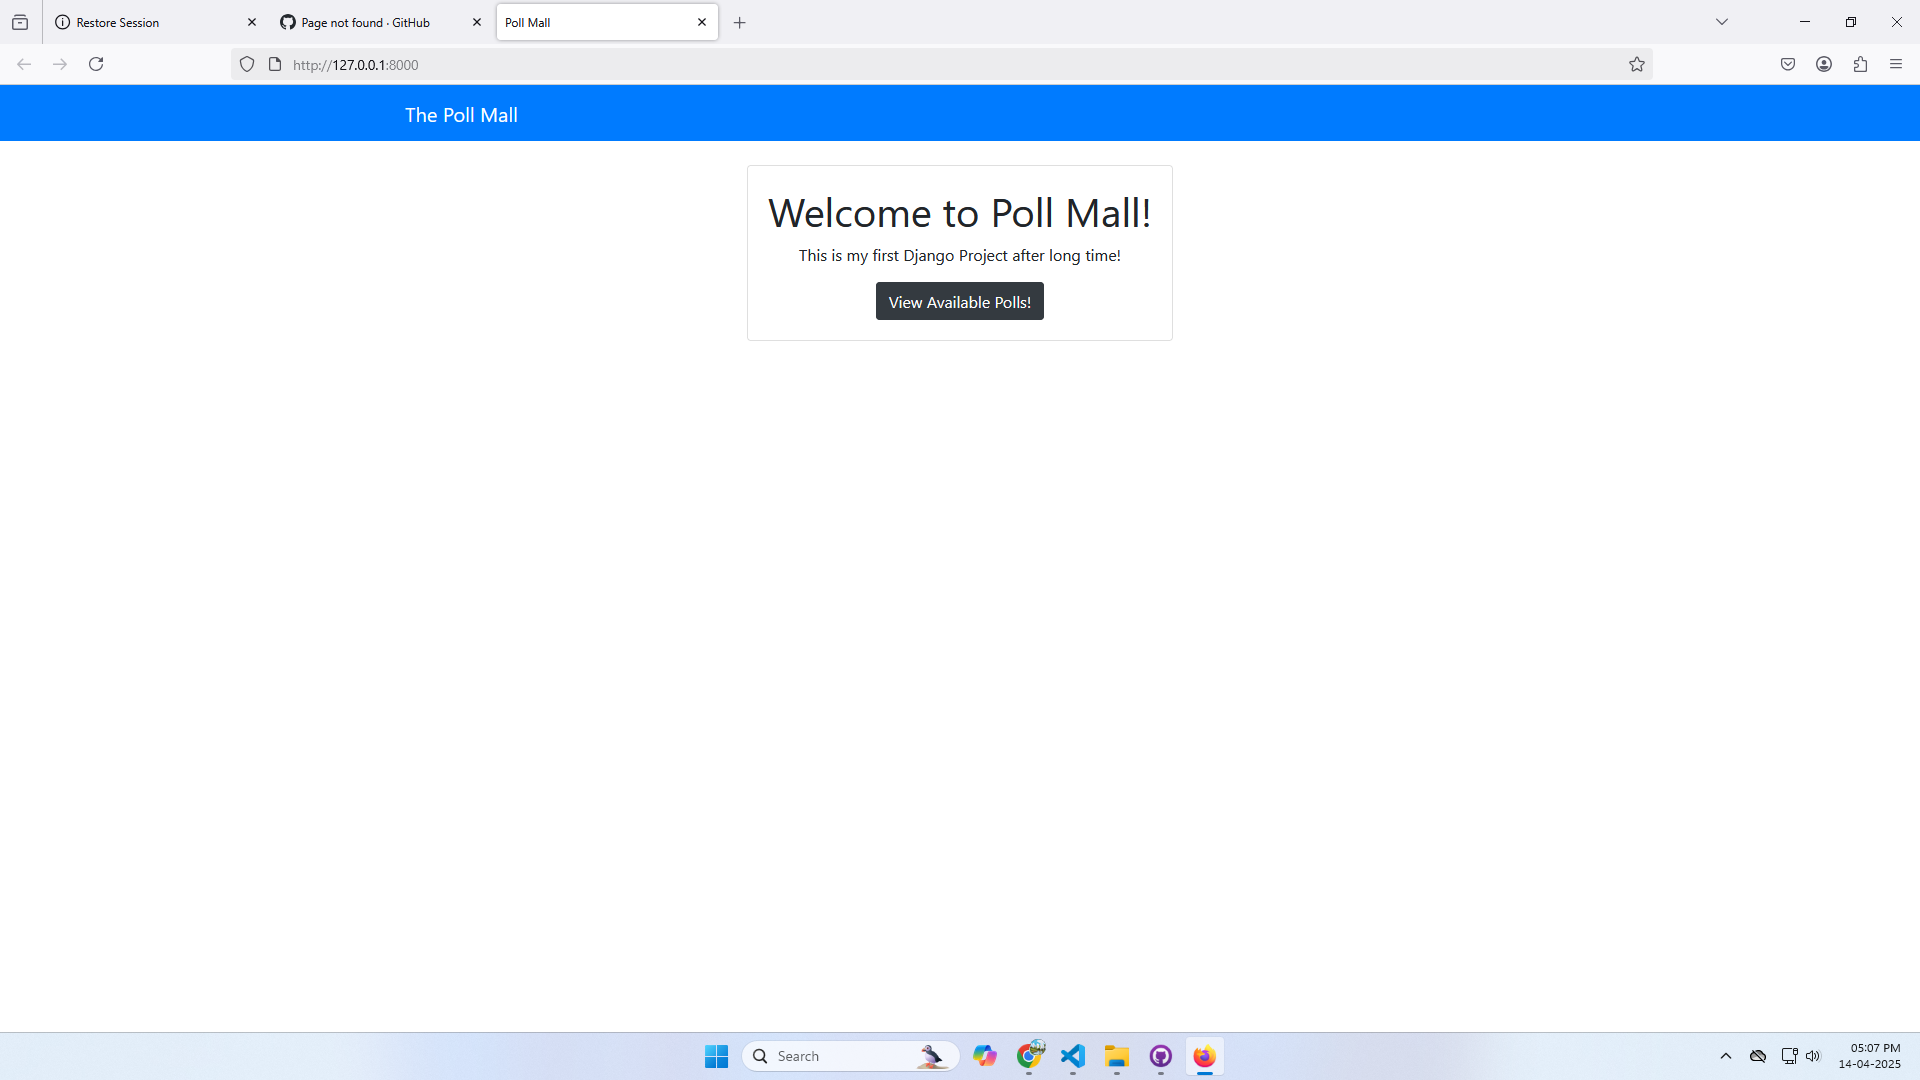 Restore Session
Page not found · GitHub
Poll Mall
http://127.0.0.1:8000
The Poll Mall
Welcome to Poll Mall!
This is my first Django Project after long time!
View Available Polls!
Search
05:07 PM
14-04-2025